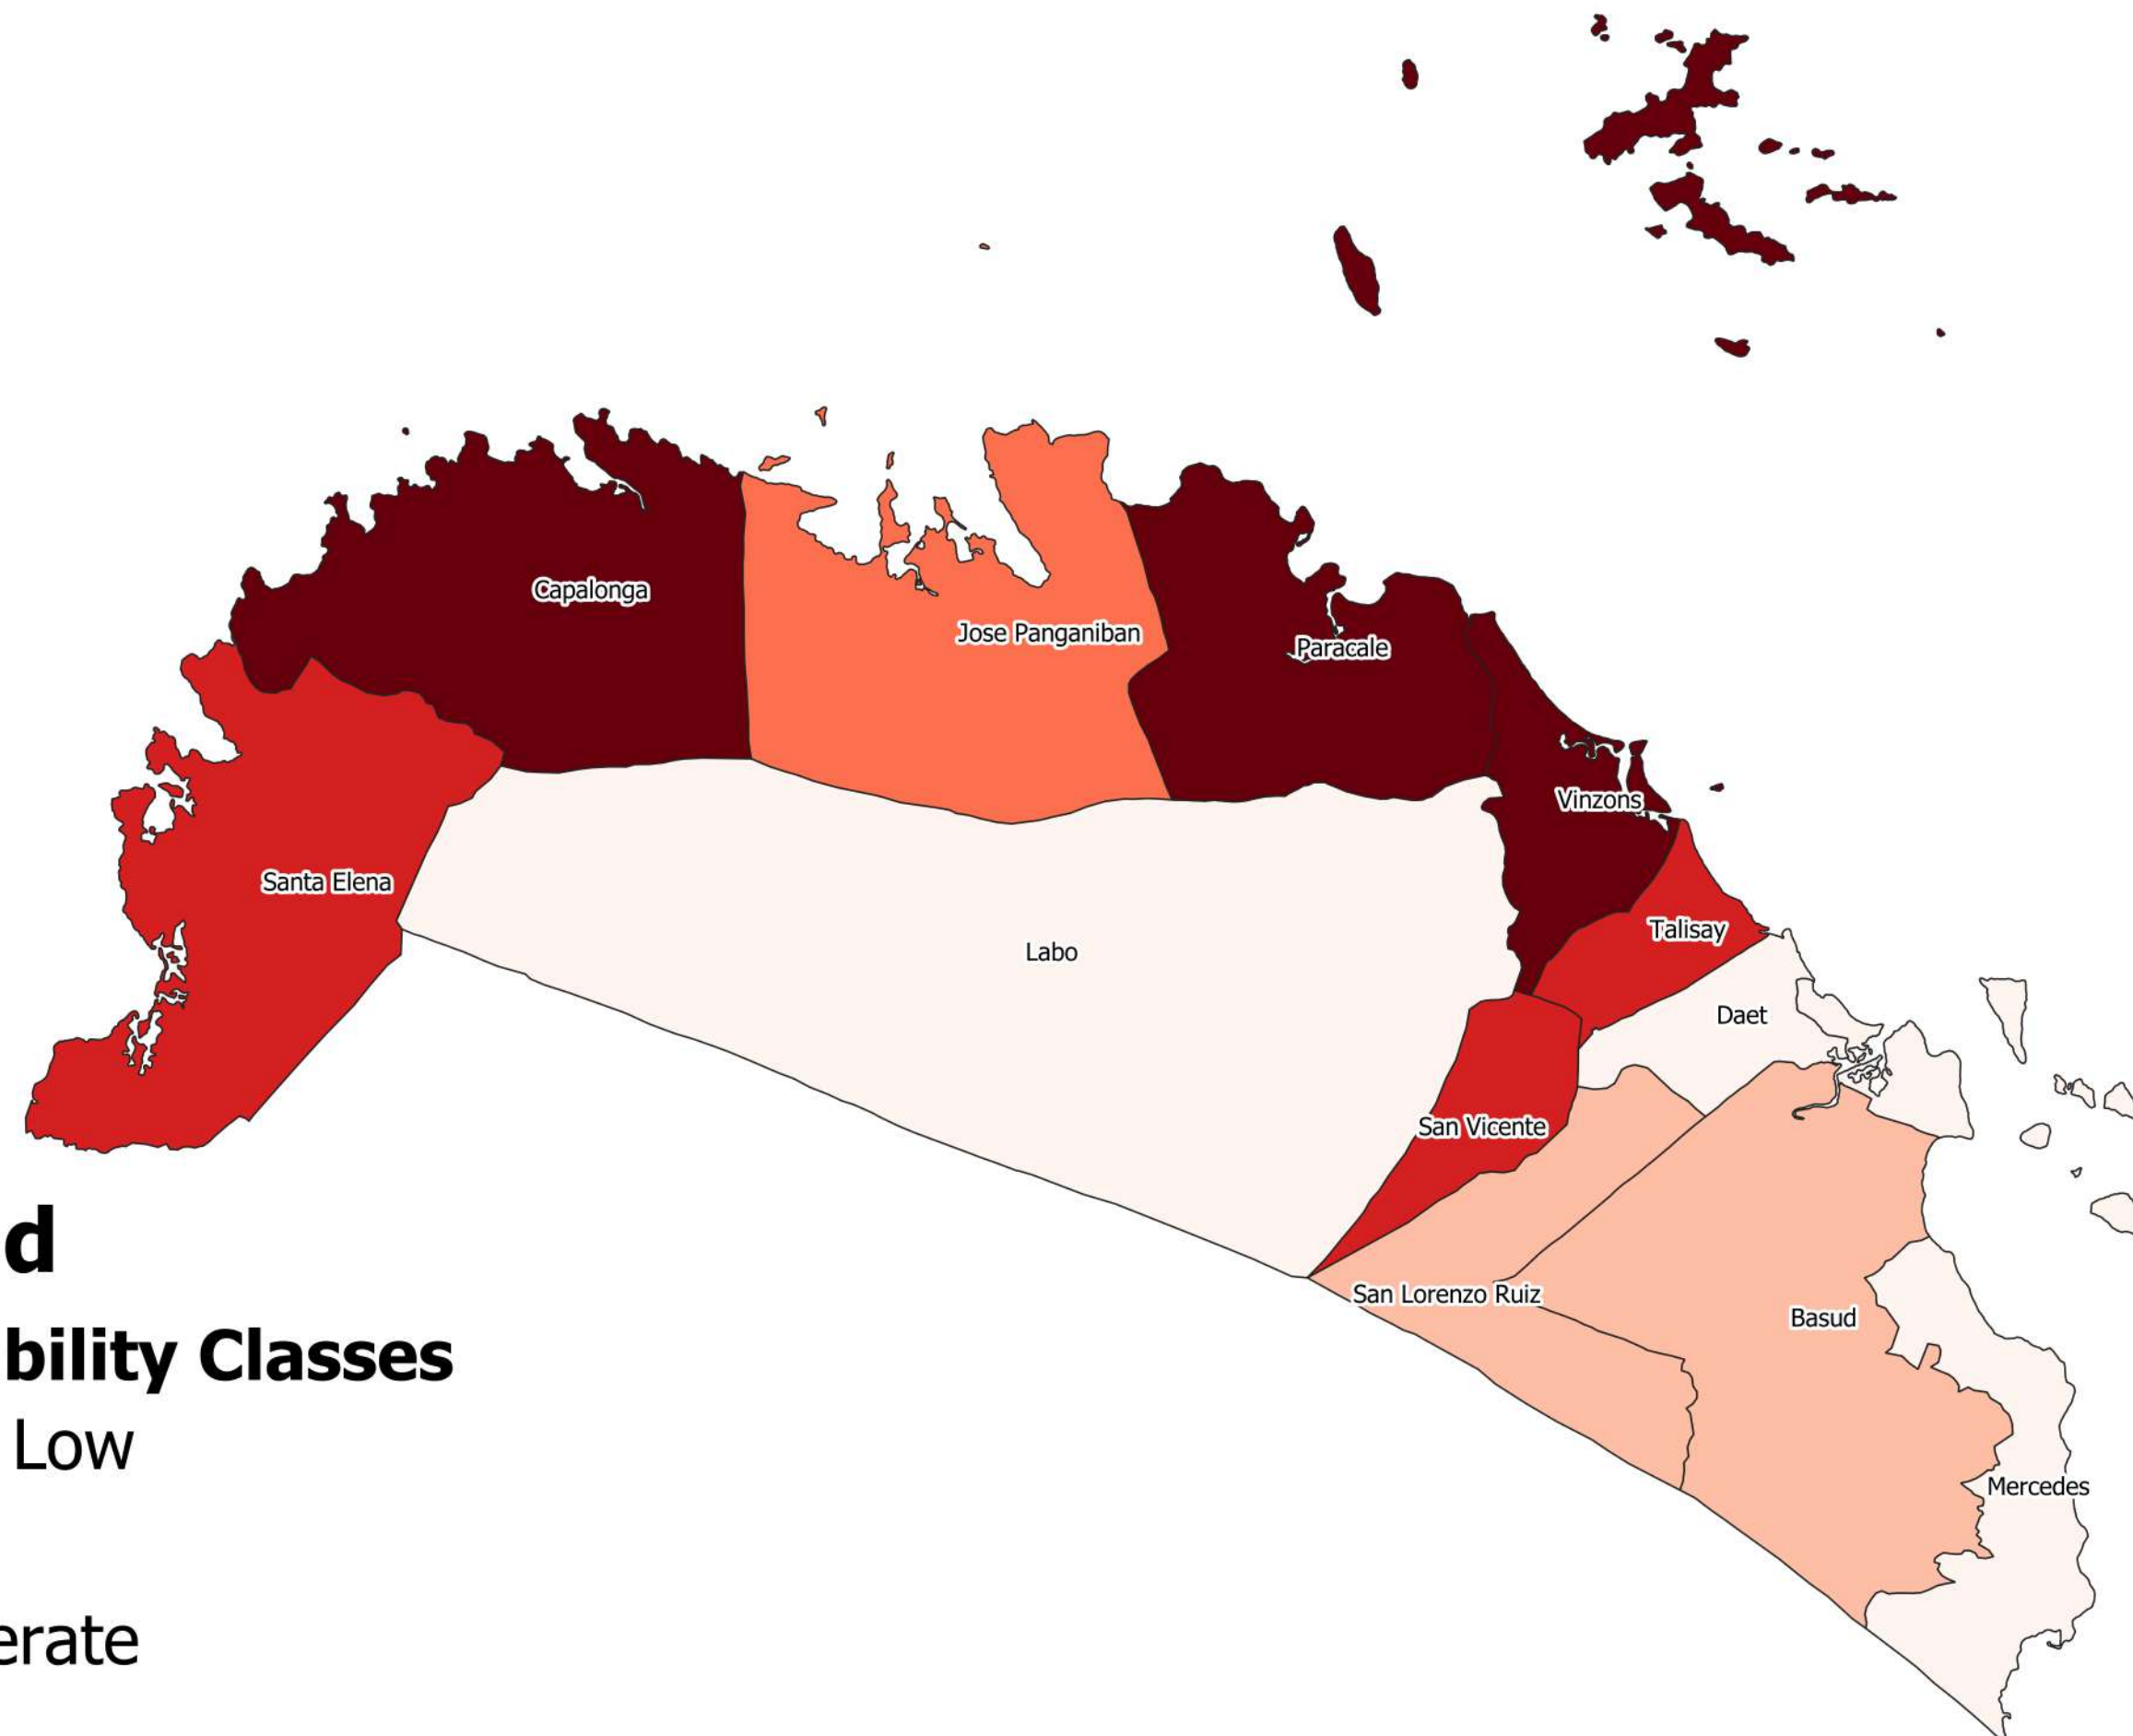 Capalonga
Jose Panganiban
Paracale
Vinzons
Santa Elena
Talisay
Labo
Daet
San Vicente
San Lorenzo Ruiz
Basud
Mercedes
d
bility Classes
Low
erate